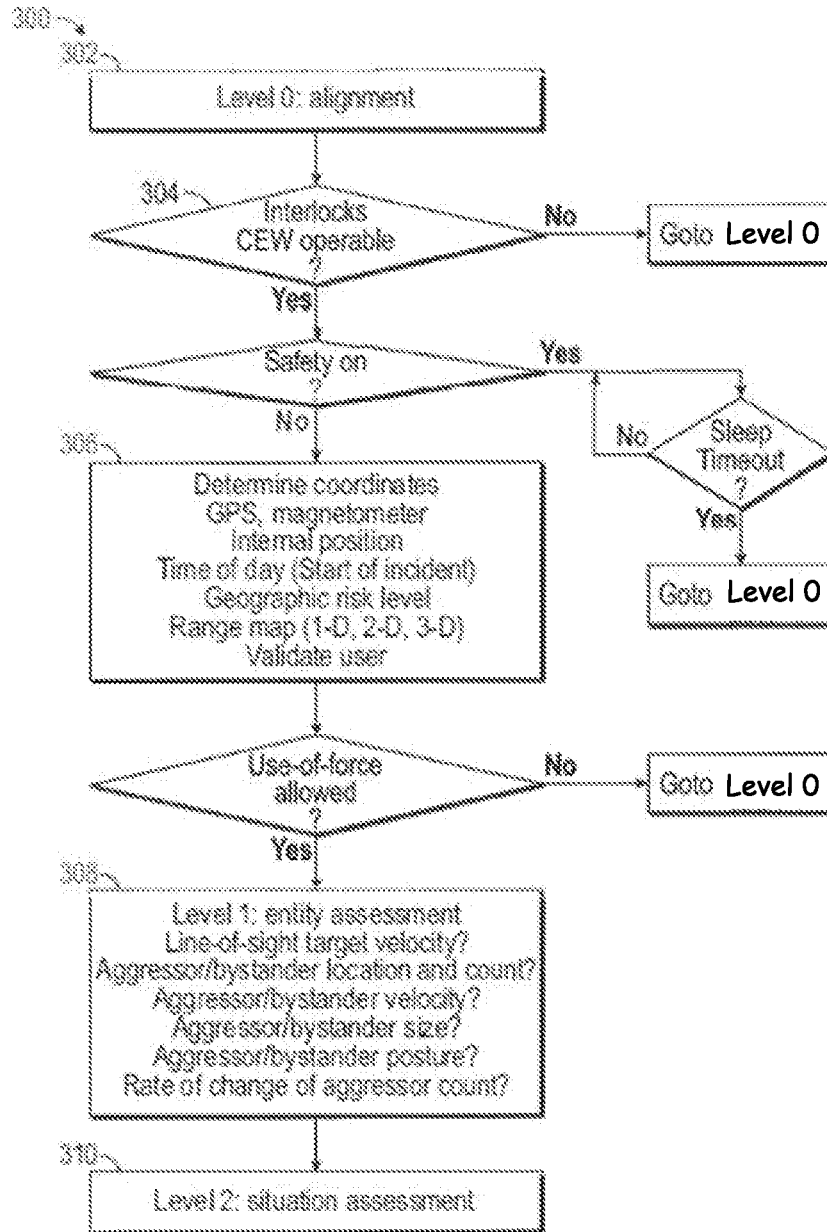 300
302
Level 0: alignment
304
Interlocks
CEW operable
?
No
Goto Level 0
Yes
Safety on
?
Yes
No
No
Sleep
Timeout
?
Yes
Goto Level 0
306
Determine coordinates
GPS, magnetometer
Internal position
Time of day (Start of incident)
Geographic risk level
Range map (1-D, 2-D, 3-D)
Validate user
Use-of-force
allowed
?
No
Goto Level 0
Yes
308
Level 1: entity assessment
Line-of-sight target velocity?
Aggressor/bystander location and count?
Aggressor/bystander velocity?
Aggressor/bystander size?
Aggressor/bystander posture?
Rate of change of aggressor count?
310
Level 2: situation assessment